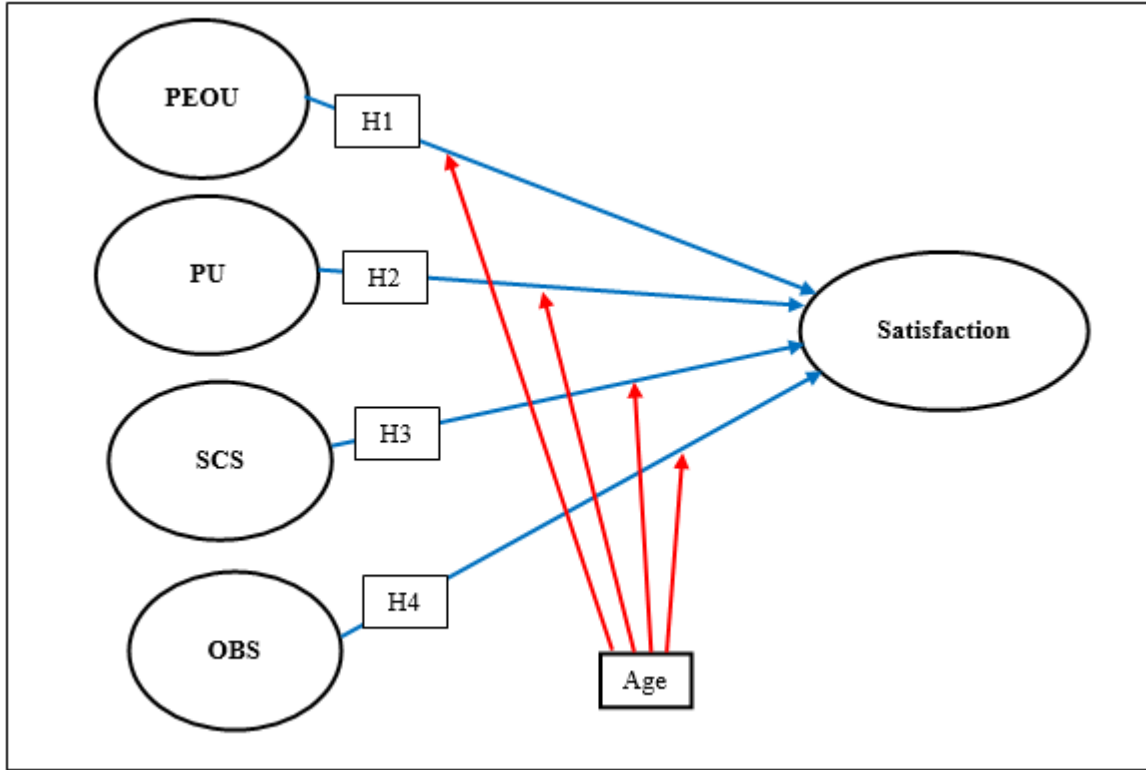 PEOU
H1
PU
H2
Satisfaction
SCS
H3
OBS
H4
Age